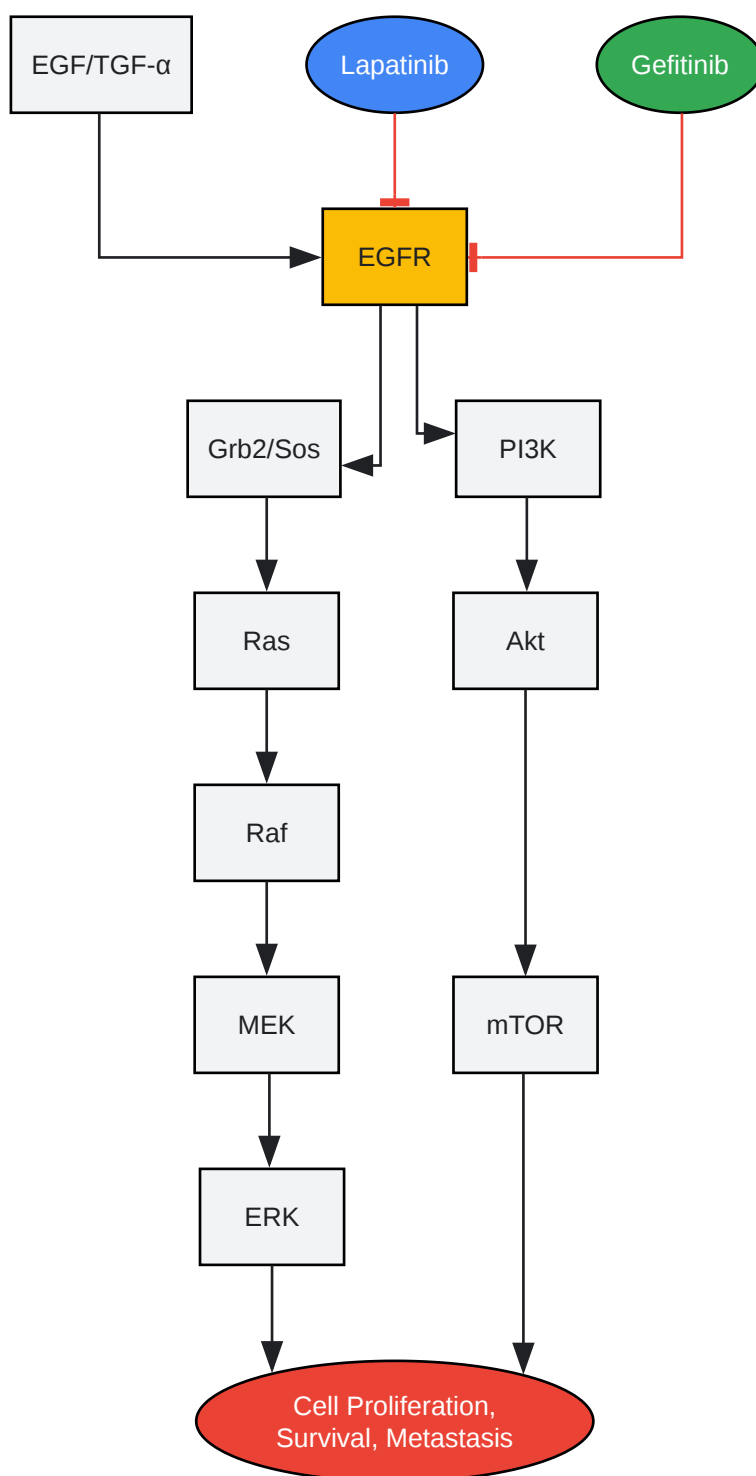 EGF/TGF-α
Lapatinib
Gefitinib
EGFR
Grb2/Sos
PI3K
Ras
Akt
Raf
MEK
mTOR
ERK
Cell Proliferation,
Survival, Metastasis